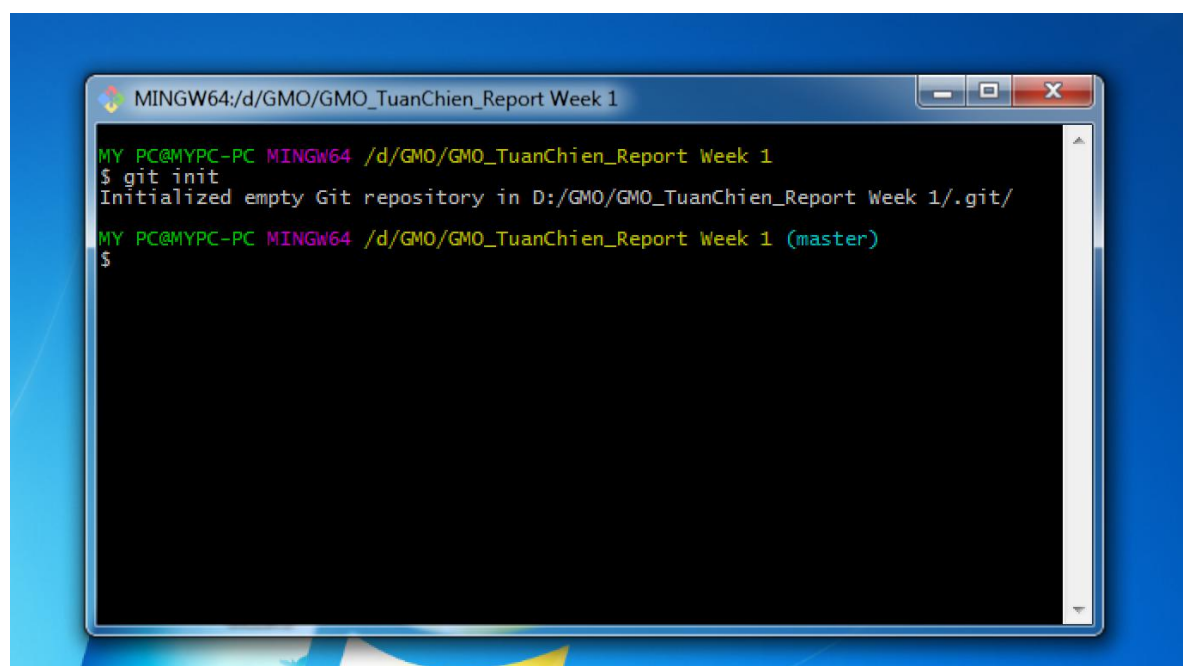 MINGW64:/d/GMO/GMO_TuanChien_Report Week 1
MY PC@MYPC-PC MINGW64 /d/GMO/GMO_TuanChien_Report Week 1
$ git init
Initialized empty Git repository in D:/GMO/GMO_TuanChien_Report Week 1/.git/
MY PC@MYPC-PC MINGW64 /d/GMO/GMO_TuanChien_Report Week 1 (master)
$